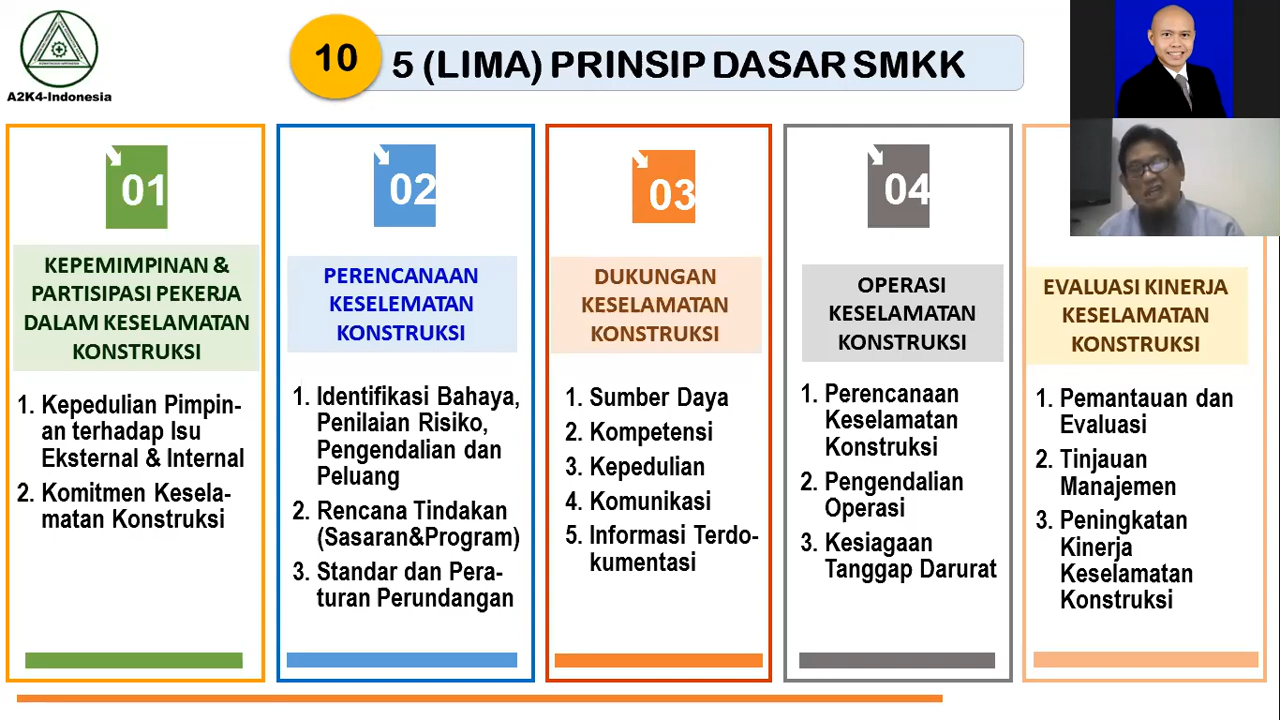 A2K4-Indonesia
10
5 (LIMA) PRINSIP DASAR SMKK
01
KEPEMIMPINAN &
PARTISIPASI PEKERJA
DALAM KESELAMATAN
KONSTRUKSI
1. Kepedulian Pimpin-
an terhadap Isu
Eksternal & Internal
2. Komitmen Kesela-
matan Konstruksi
02
PERENCANAAN
KESELEMATAN
KONSTRUKSI
1. Identifikasi Bahaya,
Penilaian Risiko,
Pengendalian dan
Peluang
2. Rencana Tindakan
(Sasaran&Program)
3. Standar dan Pera-
turan Perundangan
03
DUKUNGAN
KESELAMATAN
KONSTRUKSI
1. Sumber Daya
2. Kompetensi
3. Kepedulian
4. Komunikasi
5. Informasi Terdo-
kumentasi
04
OPERASI
KESELAMATAN
KONSTRUKSI
1. Perencanaan
Keselamatan
Konstruksi
2. Pengendalian
Operasi
3. Kesiagaan
Tanggap Darurat
EVALUASI KINERJA
KESELAMATAN
KONSTRUKSI
1. Pemantauan dan
Evaluasi
2. Tinjauan
Manajemen
3. Peningkatan
Kinerja
Keselamatan
Konstruksi